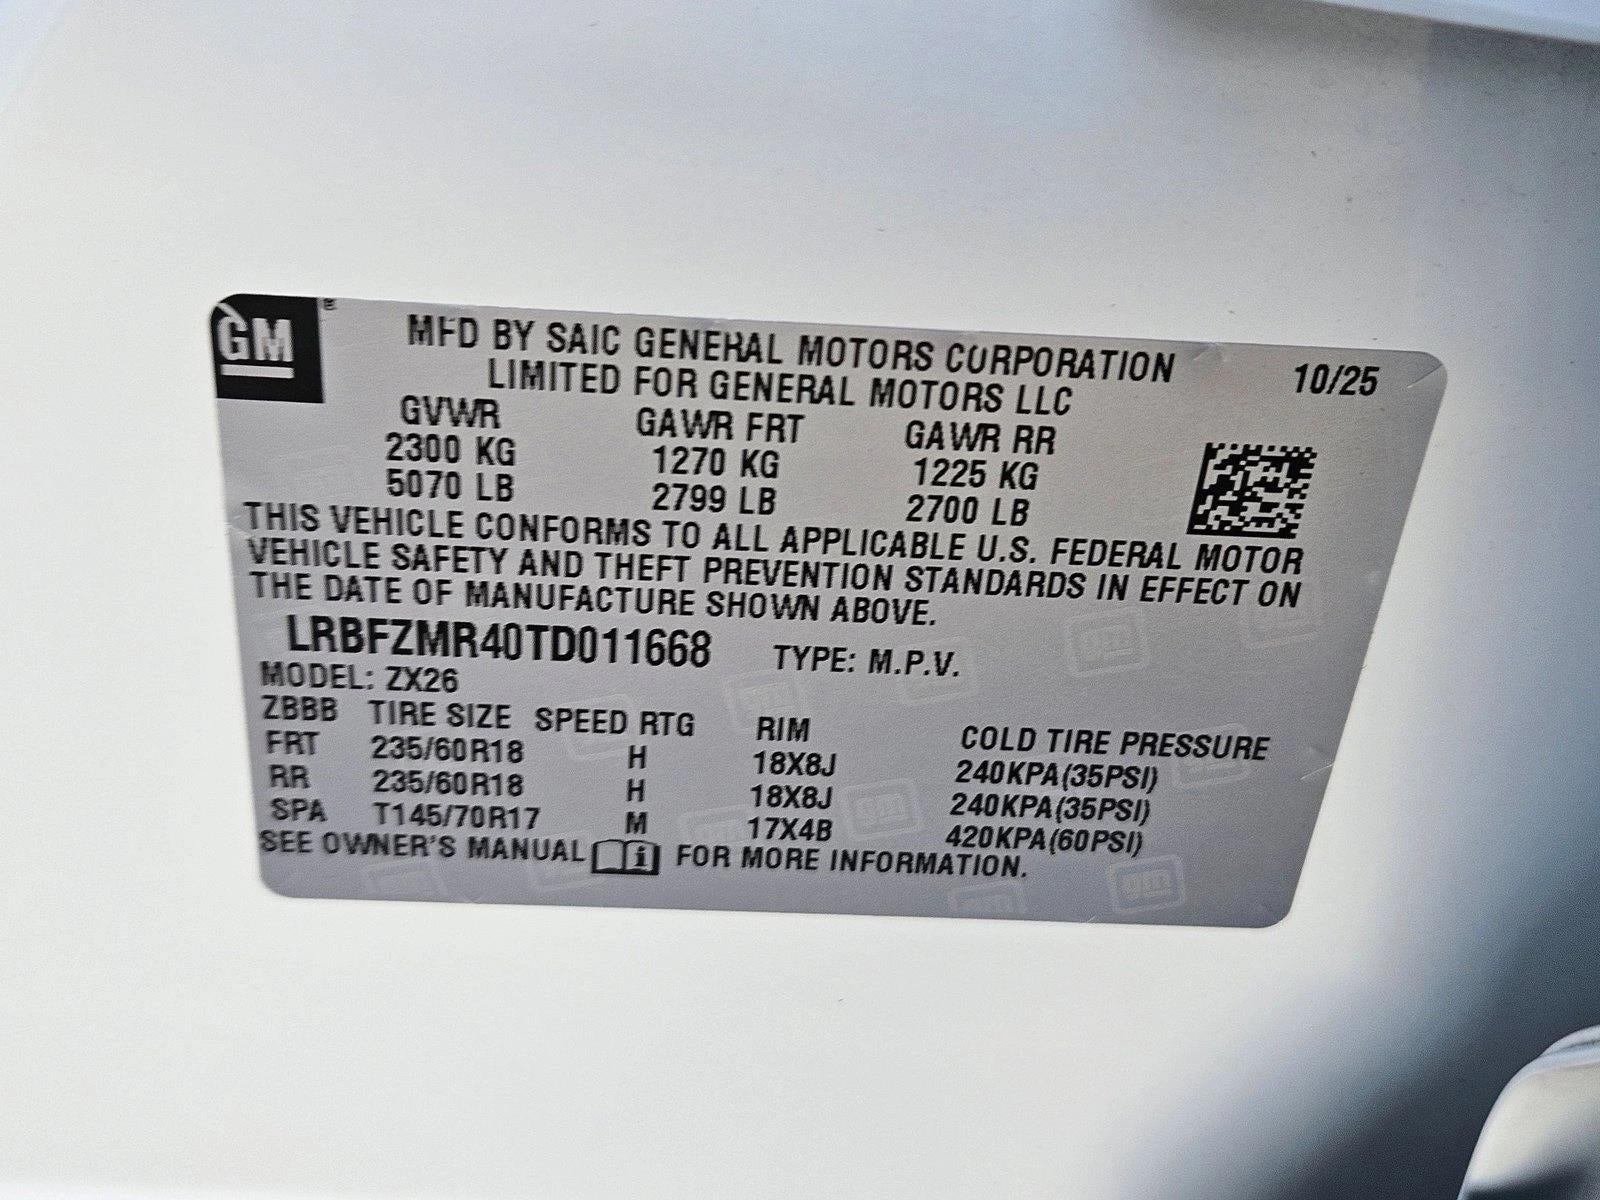 GM ®
MFD BY SAIC GENERAL MOTORS CORPORATION
LIMITED FOR GENERAL MOTORS LLC
10/25
GVWR GAWR FRT GAWR RR
2300 KG 1270 KG 1225 KG
5070 LB 2799 LB 2700 LB
THIS VEHICLE CONFORMS TO ALL APPLICABLE U.S. FEDERAL MOTOR
VEHICLE SAFETY AND THEFT PREVENTION STANDARDS IN EFFECT ON
THE DATE OF MANUFACTURE SHOWN ABOVE.
LRBFZMR40TD011668 TYPE: M.P.V.
MODEL: ZX26
ZBBB TIRE SIZE SPEED RTG RIM COLD TIRE PRESSURE
FRT 235/60R18 H 18X8J 240KPA(35PSI)
RR 235/60R18 H 18X8J 240KPA(35PSI)
SPA T145/70R17 M 17X4B 420KPA(60PSI)
SEE OWNER'S MANUAL i FOR MORE INFORMATION.